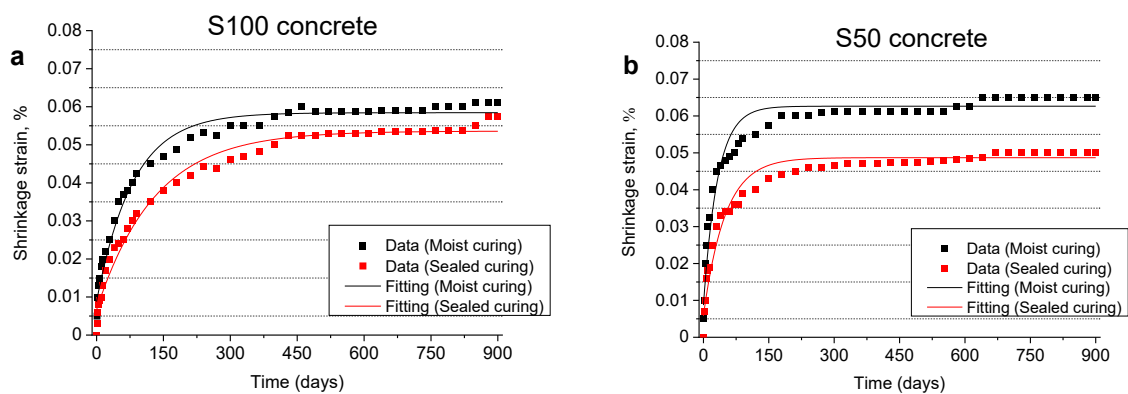 S100 concrete
a
0.08
0.07
0.06
0.05
0.04
0.03
0.02
0.01
0
Shrinkage strain, %
Data (Moist curing)
Data (Sealed curing)
Fitting (Moist curing)
Fitting (Sealed curing)
0 150 300 450 600 750 900
Time (days)
S50 concrete
b
0.08
0.07
0.06
0.05
0.04
0.03
0.02
0.01
0
Shrinkage strain, %
Data (Moist curing)
Data (Sealed curing)
Fitting (Moist curing)
Fitting (Sealed curing)
0 150 300 450 600 750 900
Time (days)